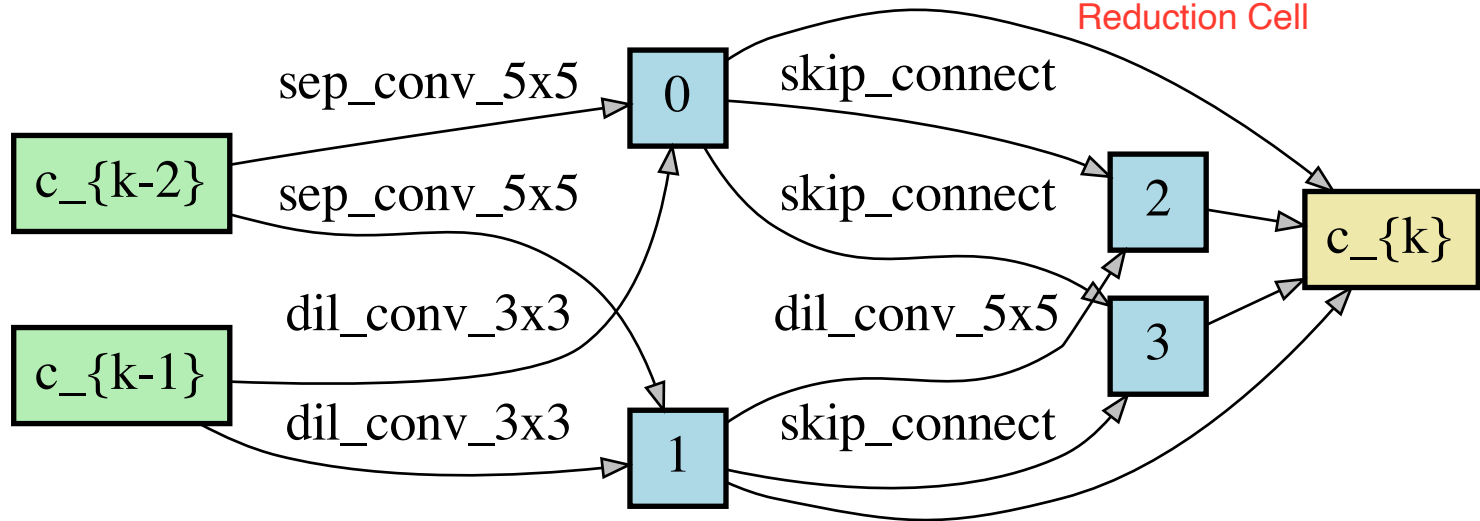 Reduction Cell
sep_conv_5x5
0
skip_connect
c_{k-2}
sep_conv_5x5
skip_connect
2
c_{k}
dil_conv_3x3
dil_conv_5x5
3
c_{k-1}
dil_conv_3x3
1
skip_connect